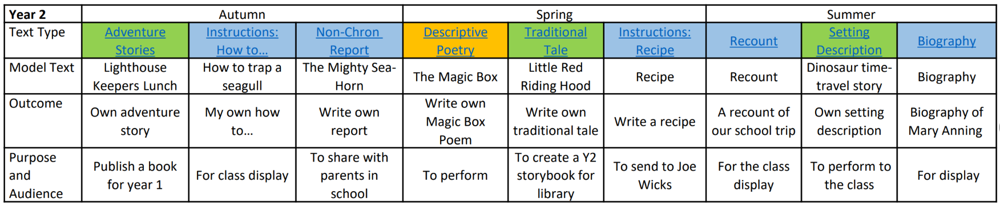 Year 2 Autumn Spring Summer
Text Type
Adventure
Stories
Instructions:
How to...
Non-Chron
Report
Descriptive
Poetry
Traditional
Tale
Instructions:
Recipe
Recount
Setting
Description
Biography
Model Text
Lighthouse
Keepers Lunch
How to trap a
seagull
The Mighty Sea-
Horn
The Magic Box
Little Red
Riding Hood
Recipe
Recount
Dinosaur time-
travel story
Biography
Outcome
Own adventure
story
My own how
to...
Write own
report
Write own
Magic Box
Poem
Write own
traditional tale
Write a recipe
A recount of
our school trip
Own setting
description
Biography of
Mary Anning
Purpose
and
Audience
Publish a book
for year 1
For class display
To share with
parents in
school
To perform
To create a Y2
storybook for
library
To send to Joe
Wicks
For the class
display
To perform to
the class
For display